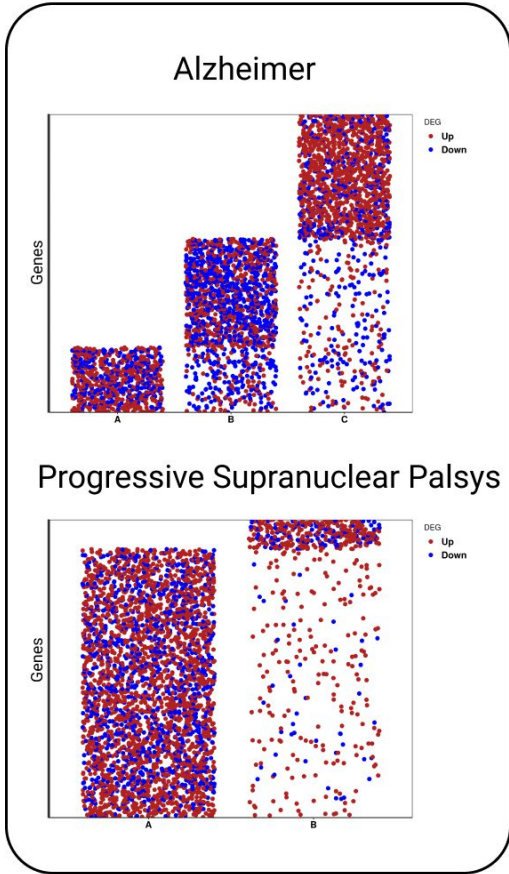 Alzheimer
DEG
Up
Down
Genes
A B C
Progressive Supranuclear Palsys
DEG
Up
Down
Genes
A B